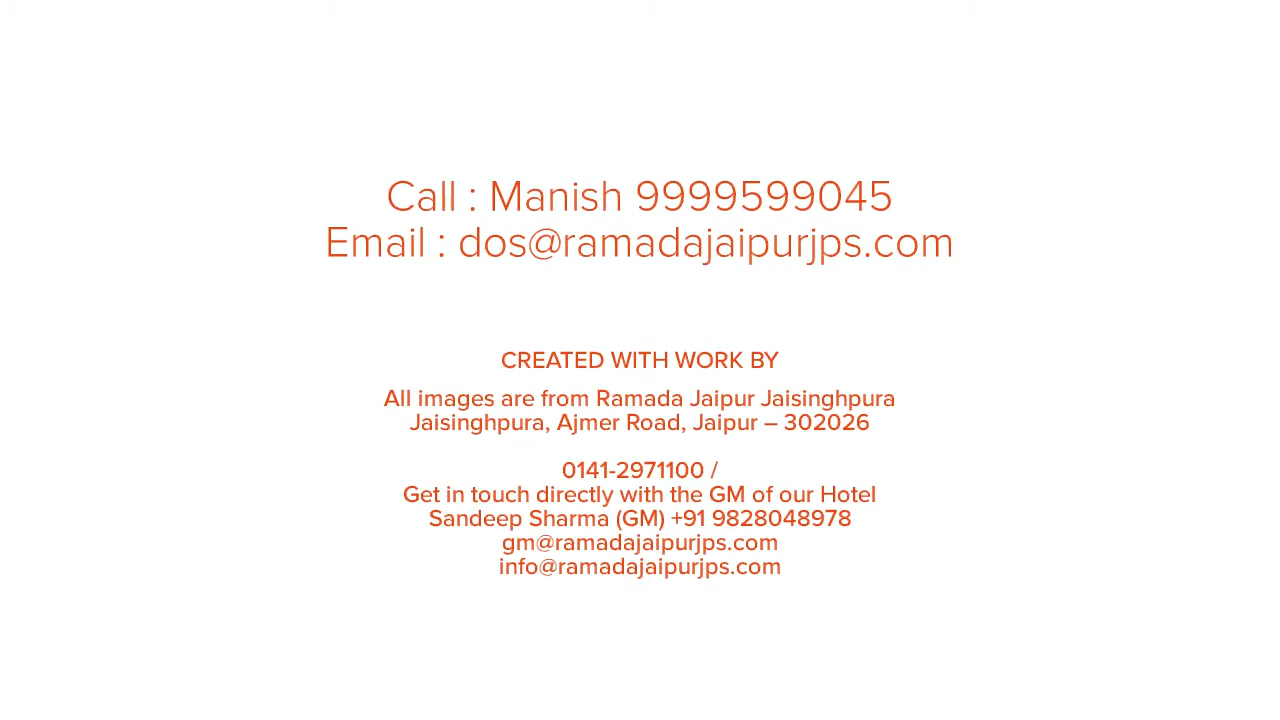 Call : Manish 9999599045
Email : dos@ramadajaipurjps.com
CREATED WITH WORK BY
All images are from Ramada Jaipur Jaisinghpura
Jaisinghpura, Ajmer Road, Jaipur – 302026
0141-2971100 /
Get in touch directly with the GM of our Hotel
Sandeep Sharma (GM) +91 9828048978
gm@ramadajaipurjps.com
info@ramadajaipurjps.com